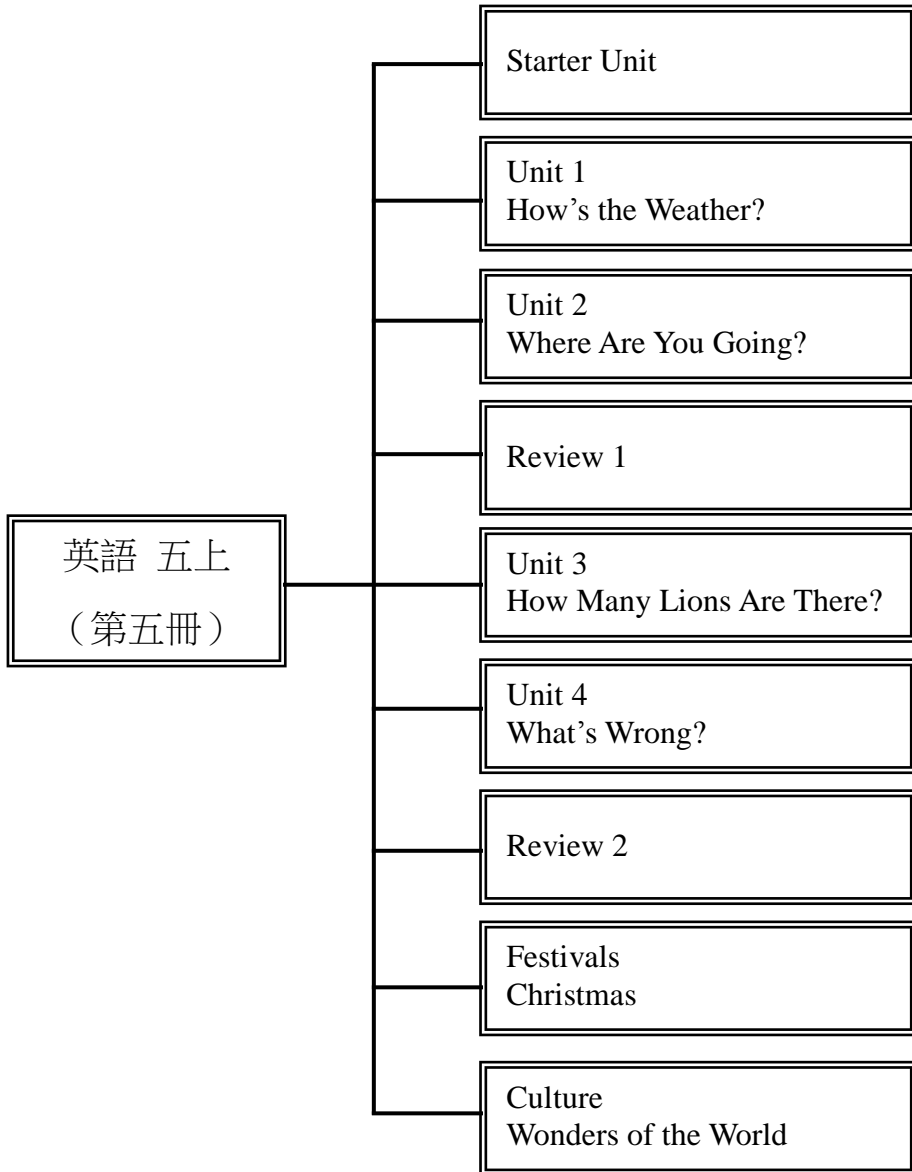 Starter Unit
Unit 1
How's the Weather?
Unit 2
Where Are You Going?
Review 1
英語 五上
（第五冊）
Unit 3
How Many Lions Are There?
Unit 4
What's Wrong?
Review 2
Festivals
Christmas
Culture
Wonders of the World